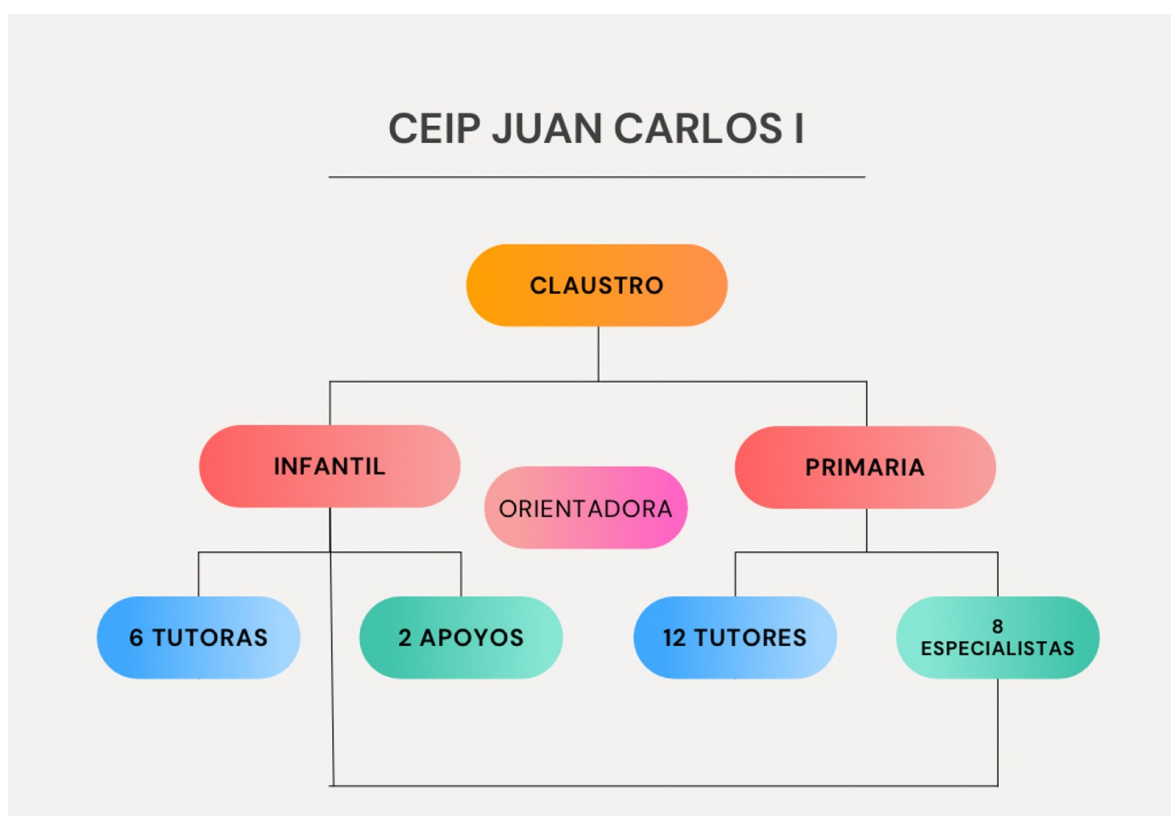 CEIP JUAN CARLOS I
CLAUSTRO
INFANTIL
PRIMARIA
ORIENTADORA
6 TUTORAS
2 APOYOS
12 TUTORES
8
ESPECIALISTAS